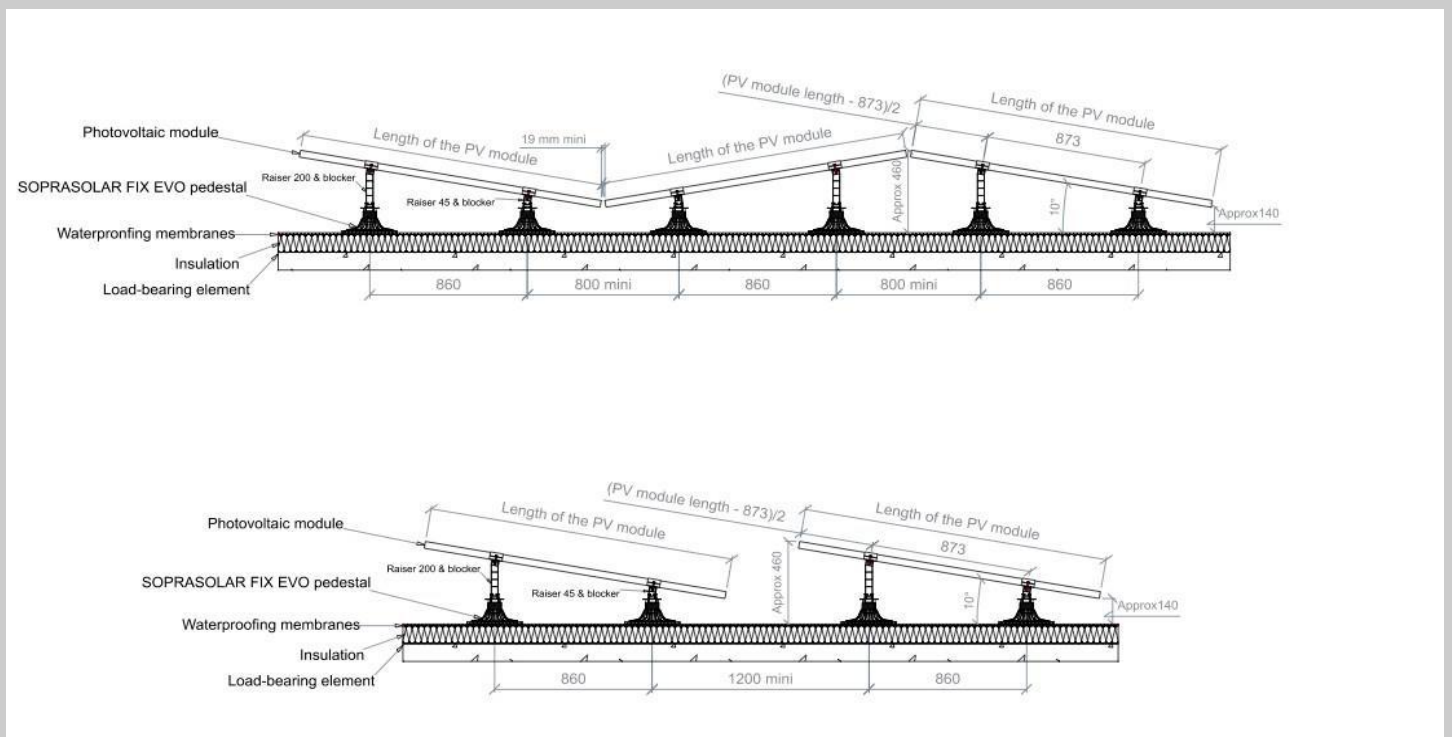 (PV module length - 873)/2
Length of the PV module
873
Length of the PV module
19 mm mini
Length of the PV module
Photovoltaic module
Raiser 200 & blocker
SOPRASOLAR FIX EVO pedestal
Raiser 45 & blocker
Approx 460
10°
Approx140
Waterpronfing membranes
Insulation
Load-bearing element
860
800 mini
860
800 mini
860
(PV module length - 873)/2
Length of the PV module
Length of the PV module
873
Photovoltaic module
Raiser 200 & blocker
SOPRASOLAR FIX EVO pedestal
Raiser 45 & blocker
Approx 460
10°
Approx140
Waterproofing membranes
Insulation
Load-bearing element
860
1200 mini
860